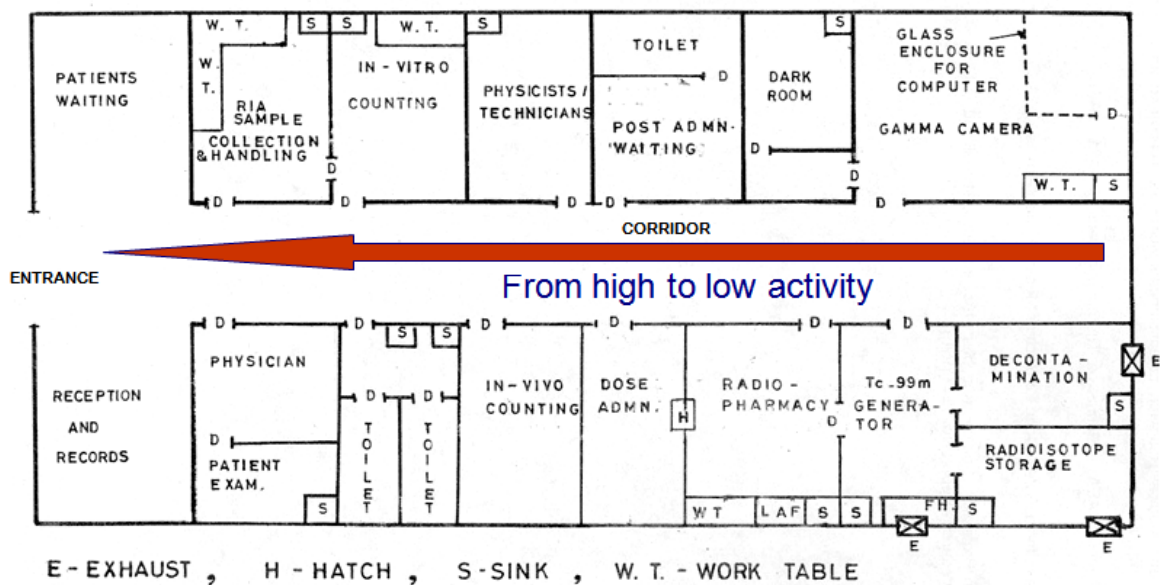 W. T.
S
S
W. T.
S
S
GLASS
ENCLOSURE
FOR
COMPUTER
TOILET
D
W.
T.
IN-VITRO
COUNTING
PATIENTS
WAITING
DARK
ROOM
PHYSICISTS/
TECHNICIANS
RIA
SAMPLE
COLLECTION
& HANDLING
POST ADMN.
WAITING
D
GAMMA CAMERA
D
D
D
W. T.
S
D
D
D
D
D
CORRIDOR
From high to low activity
ENTRANCE
D
D
S
S
D
D
D
D
PHYSICIAN
DECONTA-
MINATION
E
RECEPTION
AND
RECORDS
D
D
IN-VIVO
COUNTING
DOSE
ADMN.
H
RADIO-
PHARMACY
D
Tc-99m
GENERA-
TOR
S
D
PATIENT
EXAM.
S
TOILET
TOILET
RADIOISOTOPE
STORAGE
WT
LAF
S
S
FH.
S
E
E
E-EXHAUST , H-HATCH , S-SINK , W. T. -WORK TABLE